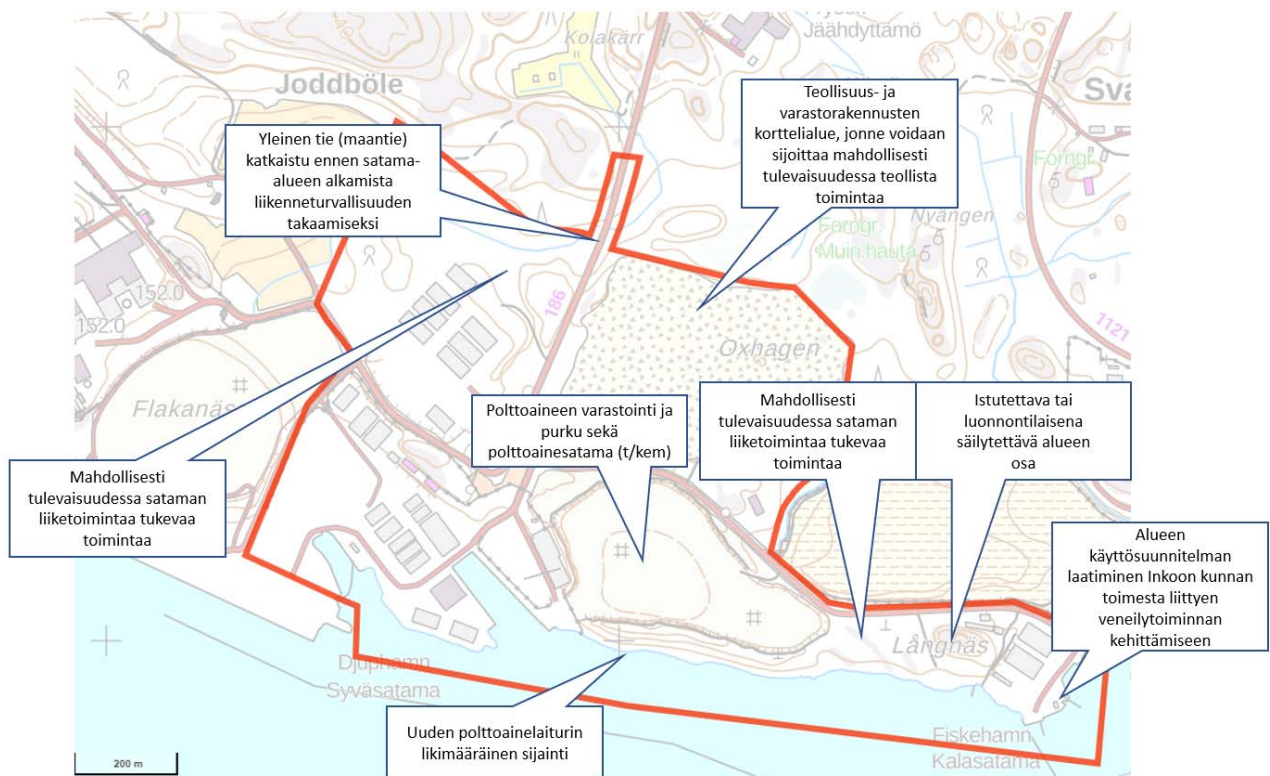 Kolakärr
Jäähdyttämö
Joddböle
Sva
Yleinen tie (maantie)
katkaistu ennen satama-
alueen alkamista
liikenneturvallisuuden
takaamiseksi
Teollisuus- ja
varastorakennusten
korttelialue, jonne voidaan
sijoittaa mahdollisesti
tulevaisuudessa teollista
toimintaa
Forngr.
Nyängen
Forngr.
Muin.hauta
152.0
152.0
186
1121
Oxhagen
Flakanäs
Polttoaineen varastointi ja
purku sekä
polttoainesatama (t/kem)
Mahdollisesti
tulevaisuudessa sataman
liiketoimintaa tukevaa
toimintaa
Istutettava tai
luonnontilaisena
säilytettävä alueen
osa
Mahdollisesti
tulevaisuudessa sataman
liiketoimintaa tukevaa
toimintaa
Alueen
käyttösuunnitelman
laatiminen Inkoon kunnan
toimesta liittyen
veneilytoiminnan
kehittämiseen
Långnäs
Djuphamn
Syväsatama
Uuden polttoainelaiturin
likimääräinen sijainti
Fiskehamn
Kalasatama
200 m